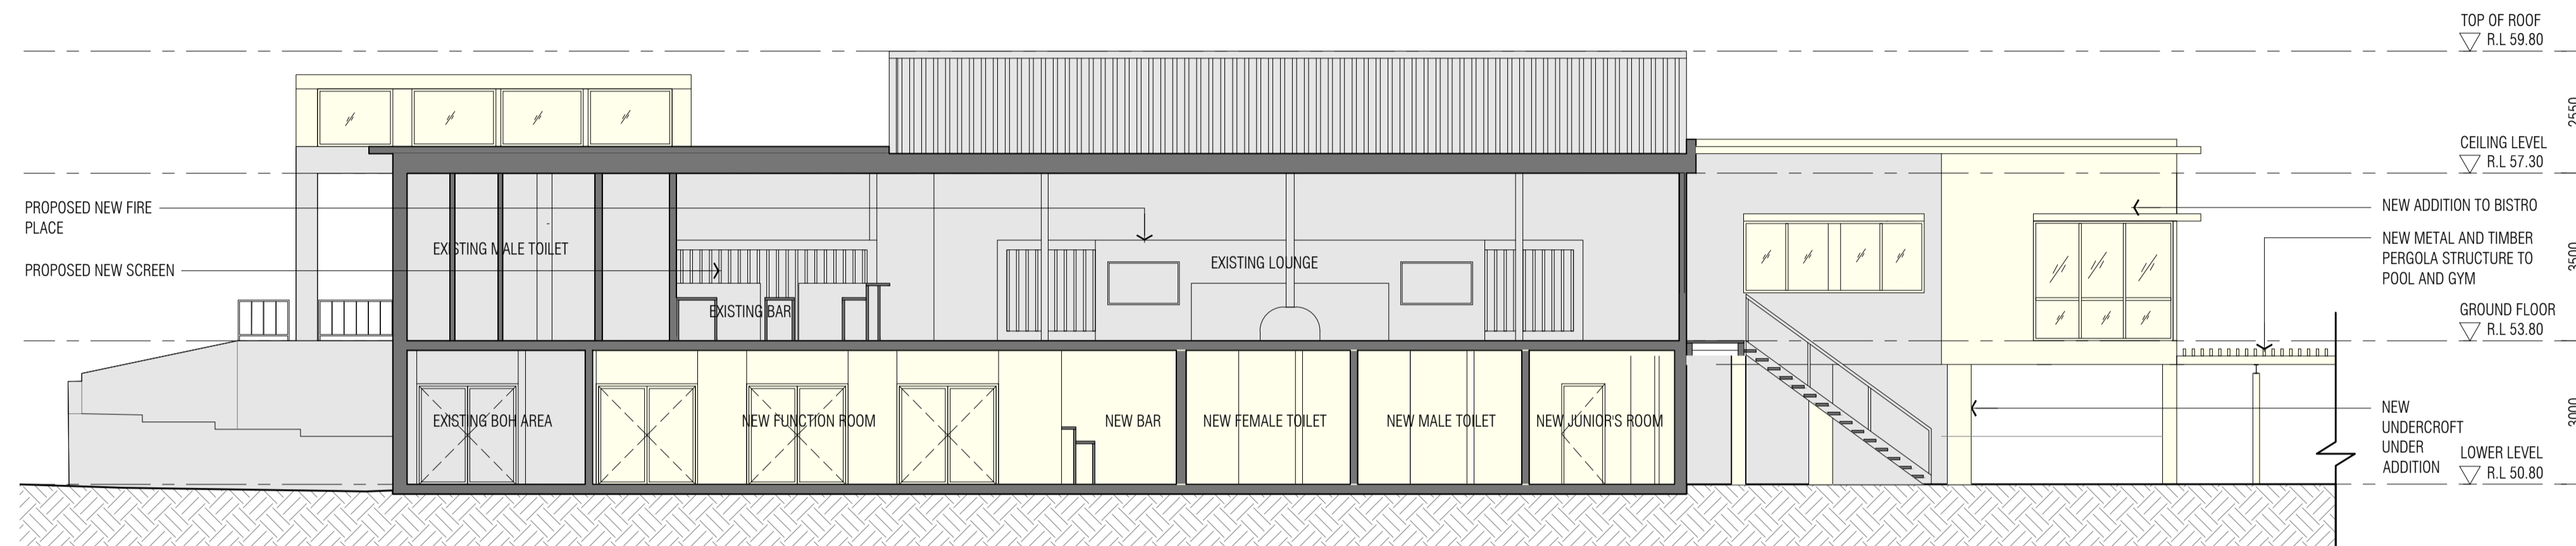 TOP OF ROOF
R.L 59.80
2550
CEILING LEVEL
R.L 57.30
PROPOSED NEW FIRE
PLACE
NEW ADDITION TO BISTRO
NEW METAL AND TIMBER
PERGOLA STRUCTURE TO
POOL AND GYM
EXISTING MALE TOILET
PROPOSED NEW SCREEN
EXISTING LOUNGE
3500
EXISTING BAR
GROUND FLOOR
R.L 53.80
EXISTING BOH AREA
NEW FUNCTION ROOM
NEW BAR
NEW FEMALE TOILET
NEW MALE TOILET
NEW JUNIOR'S ROOM
NEW
UNDERCROFT
UNDER
ADDITION
3000
LOWER LEVEL
R.L 50.80